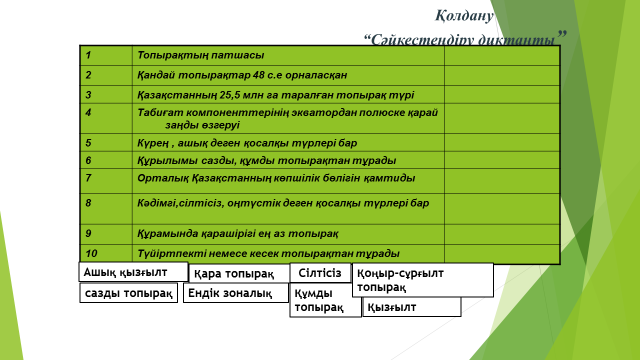 Қолдану
“Сәйкестендіру диктанты”
1 Топырақтың патшасы
2 Қандай топырақтар 48 с.е орналасқан
3 Қазақстанның 25,5 млн га таралған топырақ түрі
4 Табиғат компоненттерінің экватордан полюске қарай
заңды өзгеруі
5 Күрең , ашық деген қосалқы түрлері бар
6 Құрылымы сазды, құмды топырақтан тұрады
7 Орталық Қазақстанның көпшілік бөлігін қамтиды
8 Кәдімгі,сілтісіз, оңтүстік деген қосалқы түрлері бар
9 Құрамында қарашірігі ең аз топырақ
10 Түйіртпекті немесе кесек топырақтан тұрады
Ашық қызғылт
Қара топырақ
Сілтісіз
Қоңыр-сұрғылт
топырақ
сазды топырақ
Ендік зоналық
Құмды
топырақ
Қызғылт